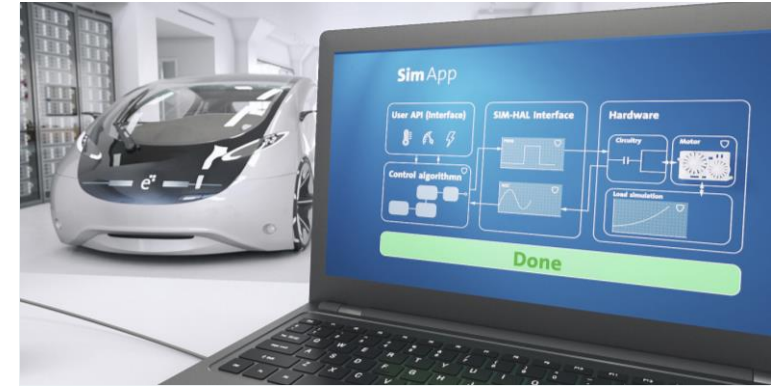 SimApp
User API (Interface)
SIM-HAL Interface
Hardware
Circuitry
Motor
Control algorithmn
Load simulation
Done
e